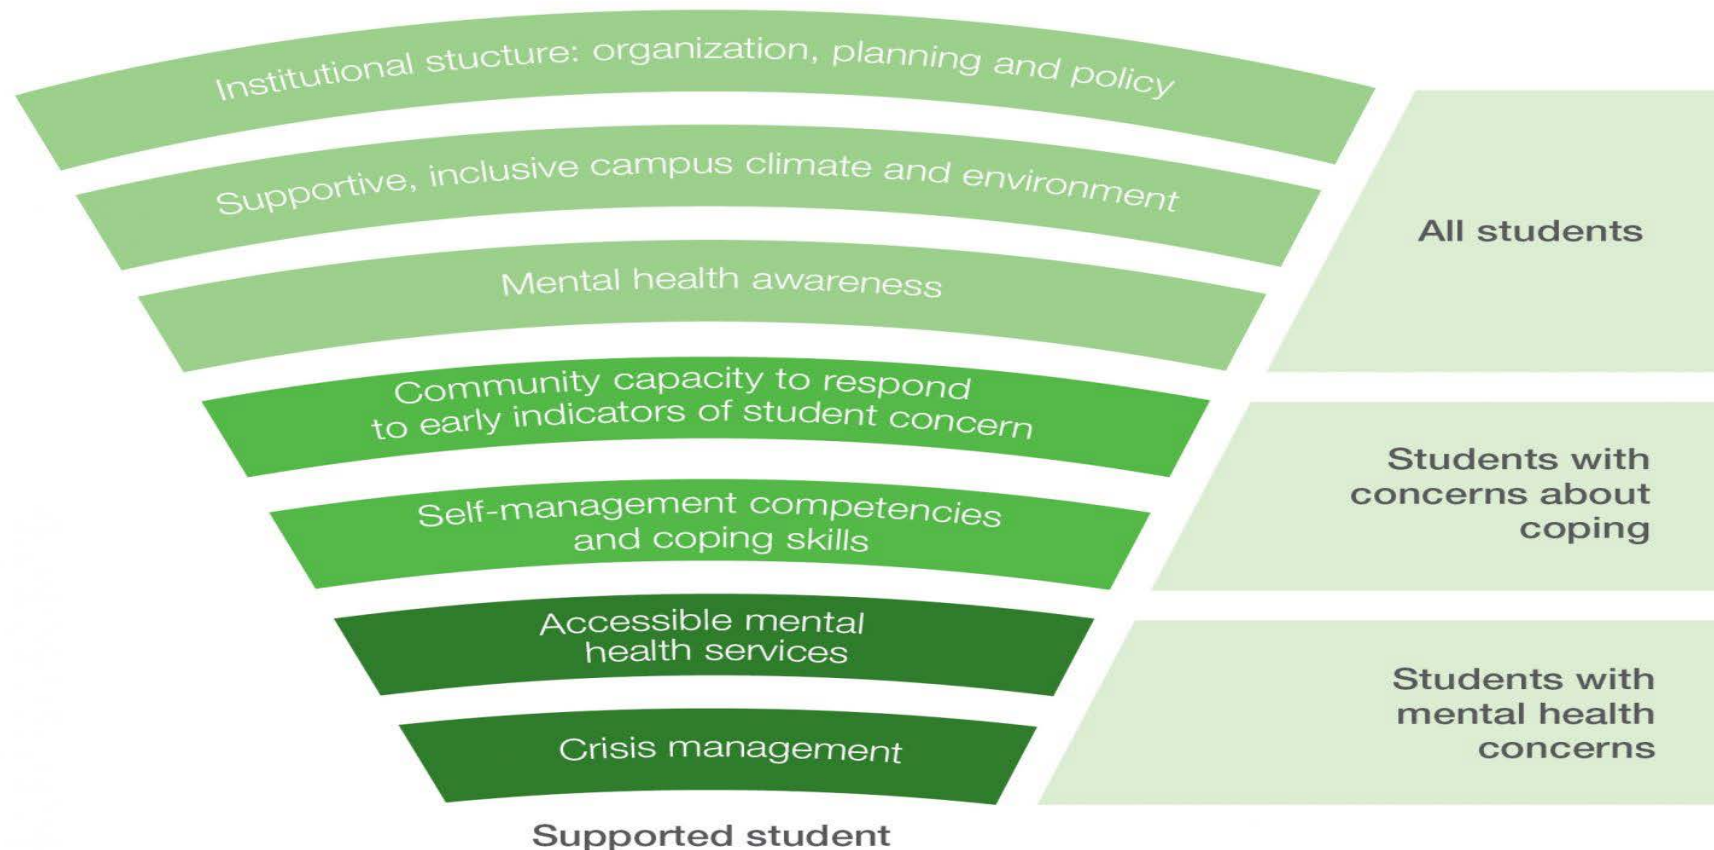 Institutional stucture: organization, planning and policy
Supportive, inclusive campus climate and environment
Mental health awareness
All students
Community capacity to respond
to early indicators of student concern
Self-management competencies
and coping skills
Students with
concerns about
coping
Accessible mental
health services
Crisis management
Students with
mental health
concerns
Supported student